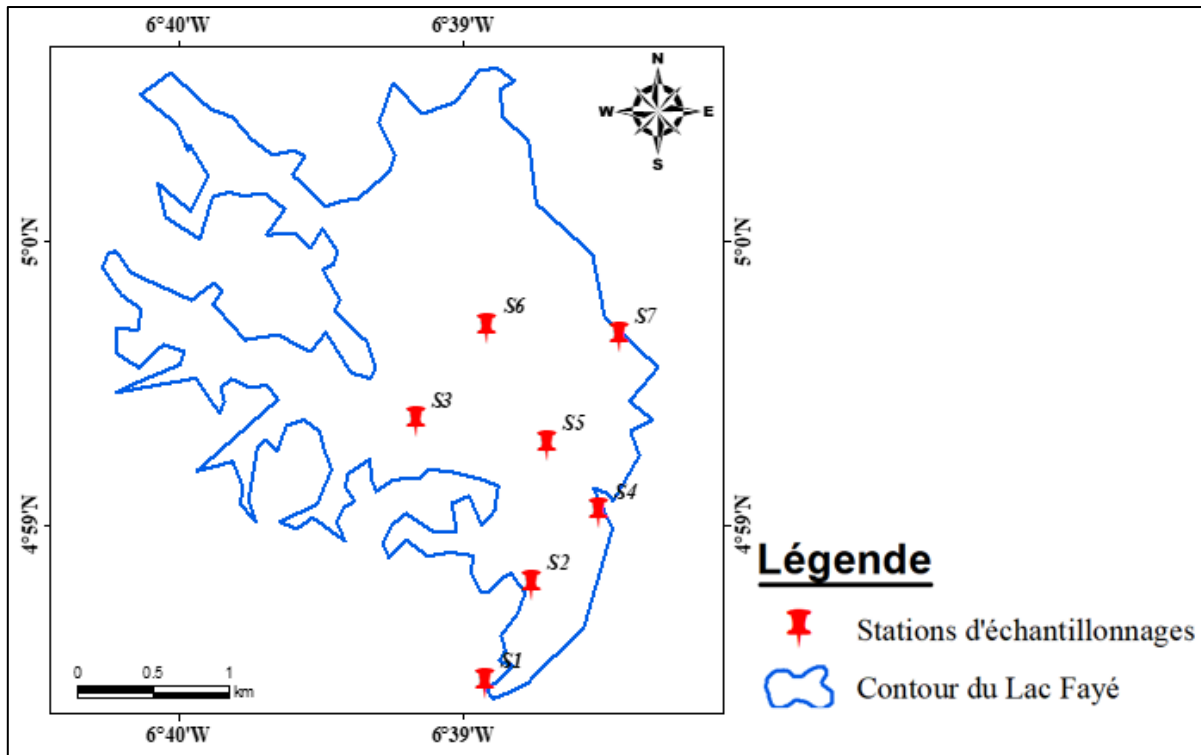 6°40'W
6°39'W
N
W
E
S
5°0'N
5°0'N
S6
S7
S3
S5
S4
4°59'N
4°59'N
S2
S1
0 0.5 1
km
6°40'W
6°39'W
Légende
Stations d'échantillonnages
Contour du Lac Fayé